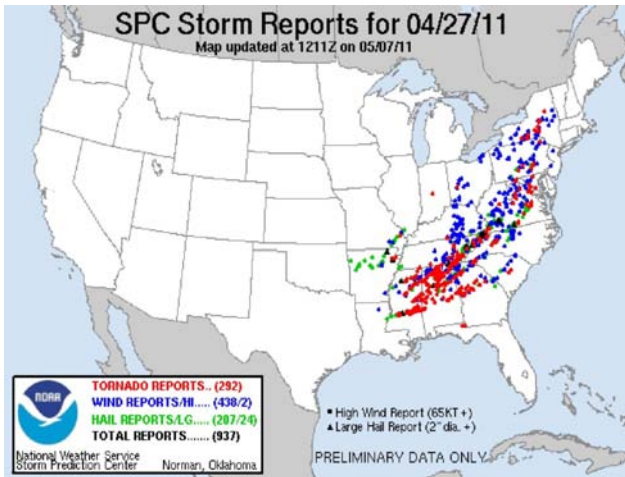 SPC Storm Reports for 04/27/11
Map updated at 1211Z on 05/07/11
NOAA
TORNADO REPORTS.. (292)
WIND REPORTS/HI..... (438/2)
HAIL REPORTS/LG..... (207/24)
TOTAL REPORTS....... (937)
National Weather Service
Storm Prediction Center Norman, Oklahoma
High Wind Report (65KT +)
Large Hail Report (2" dia. +)
PRELIMINARY DATA ONLY